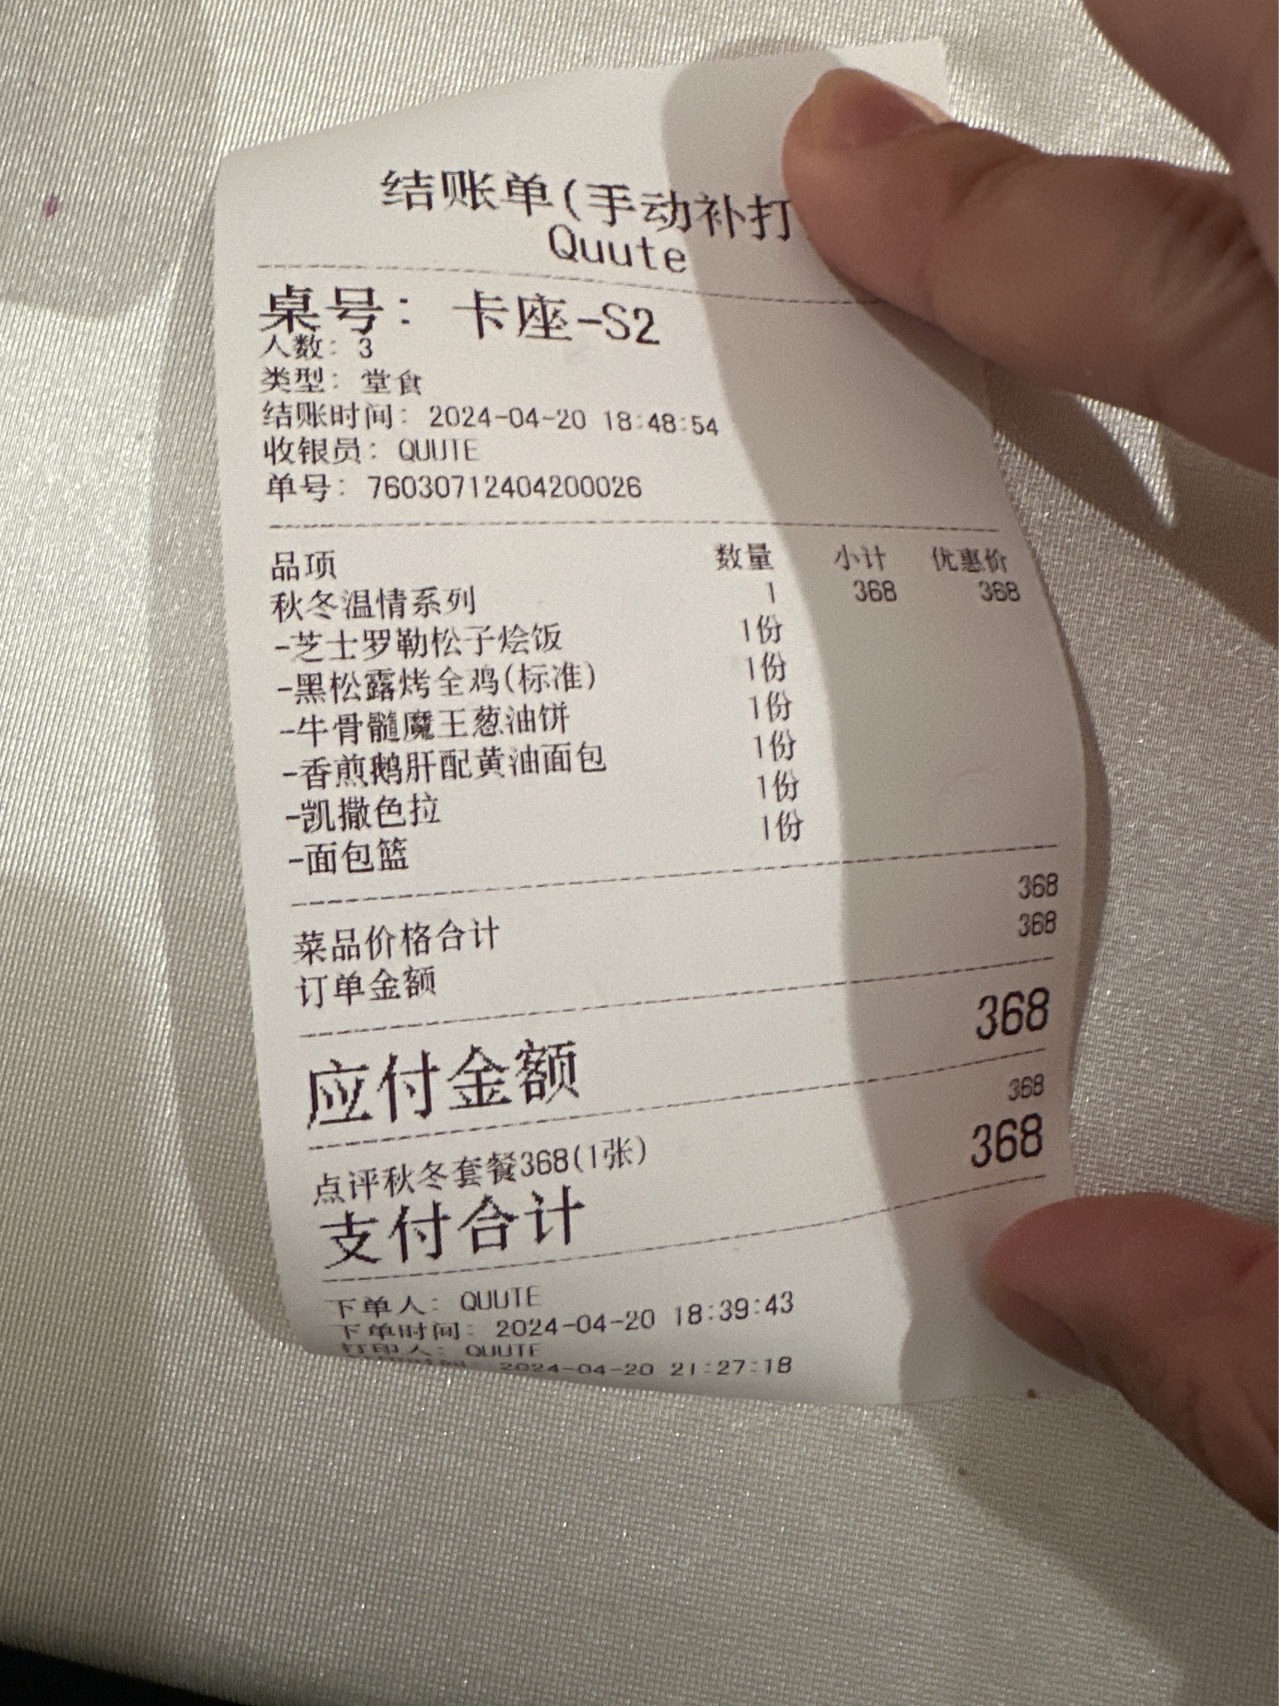 结账单(手动补打
Quute
桌号: 卡座-S2
人数: 3
类型: 堂食
结账时间: 2024-04-20 18:48:54
收银员: QUUTE
单号: 76030712404200026
品项 数量 小计 优惠价
秋冬温情系列 1 368 368
-芝士罗勒松子烩饭 1份
-黑松露烤全鸡(标准) 1份
-牛骨髓魔王葱油饼 1份
-香煎鹅肝配黄油面包 1份
-凯撒色拉 1份
-面包篮 1份
菜品价格合计 368
订单金额 368
应付金额 368
点评秋冬套餐368(1张) 368
支付合计 368
下单人: QUUTE
下单时间: 2024-04-20 18:39:43
打印人: QUUTE
2024-04-20 21:27:18